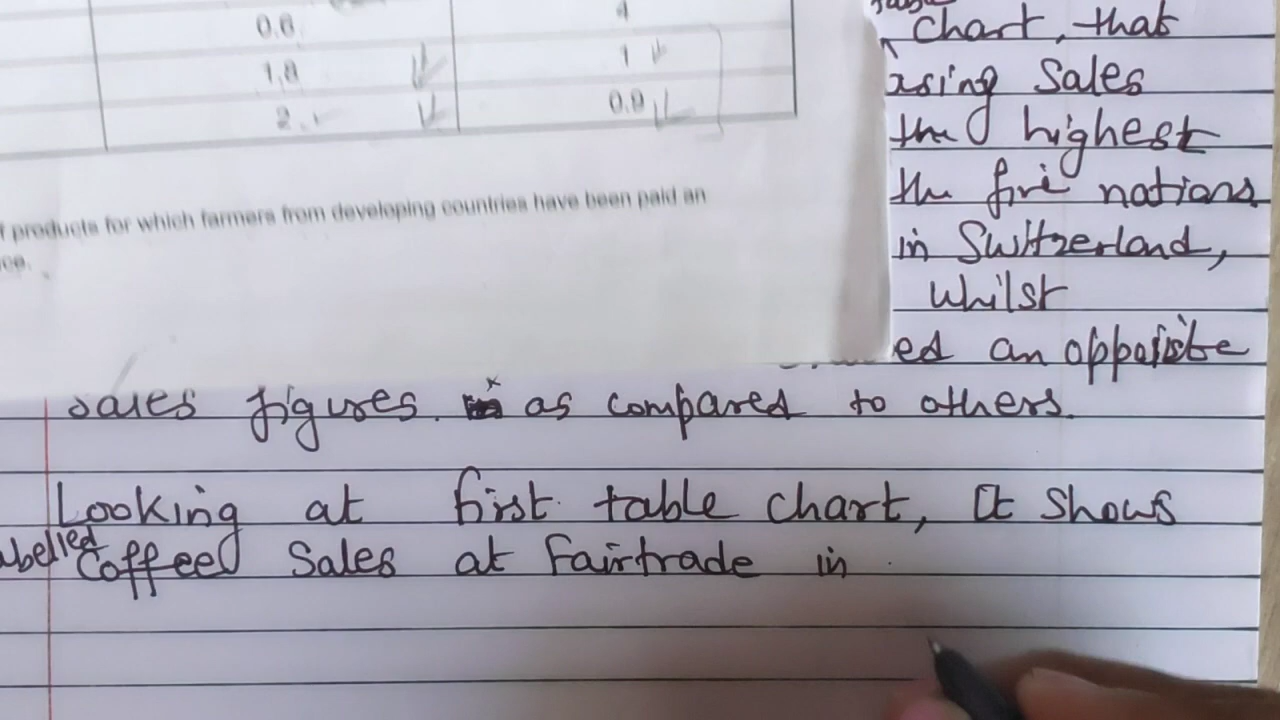 0.6 4
1.8 1
2 0.9
products for which farmers from developing countries have been paid an
chart, that
sing Sales
the highest
the five nations
in Switzerland,
whilst
ed an opposite
sales figures. as compared to others.
Looking at first table chart, It shows
abelled Coffee Sales at Fairtrade in